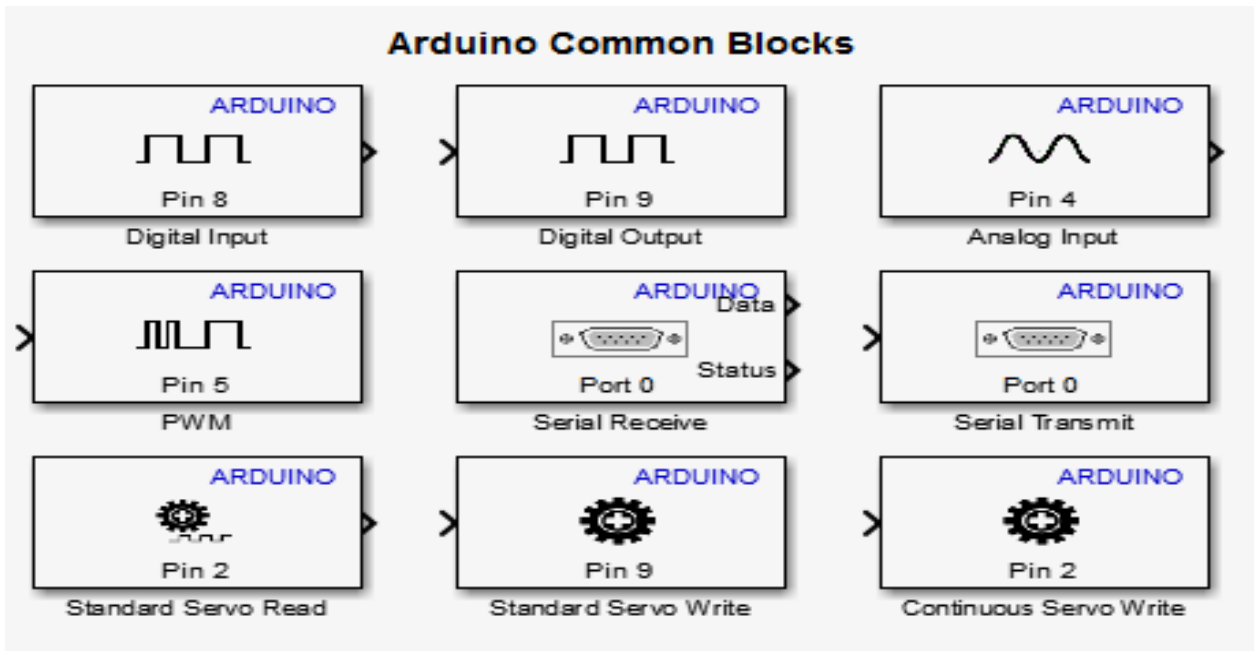 Arduino Common Blocks
ARDUINO
Pin 8
Digital Input
ARDUINO
Pin 9
Digital Output
ARDUINO
Pin 4
Analog Input
ARDUINO
Pin 5
PWM
ARDUINO
Data
Status
Port 0
Serial Receive
ARDUINO
Port 0
Serial Transmit
ARDUINO
Pin 2
Standard Servo Read
ARDUINO
Pin 9
Standard Servo Write
ARDUINO
Pin 2
Continuous Servo Write